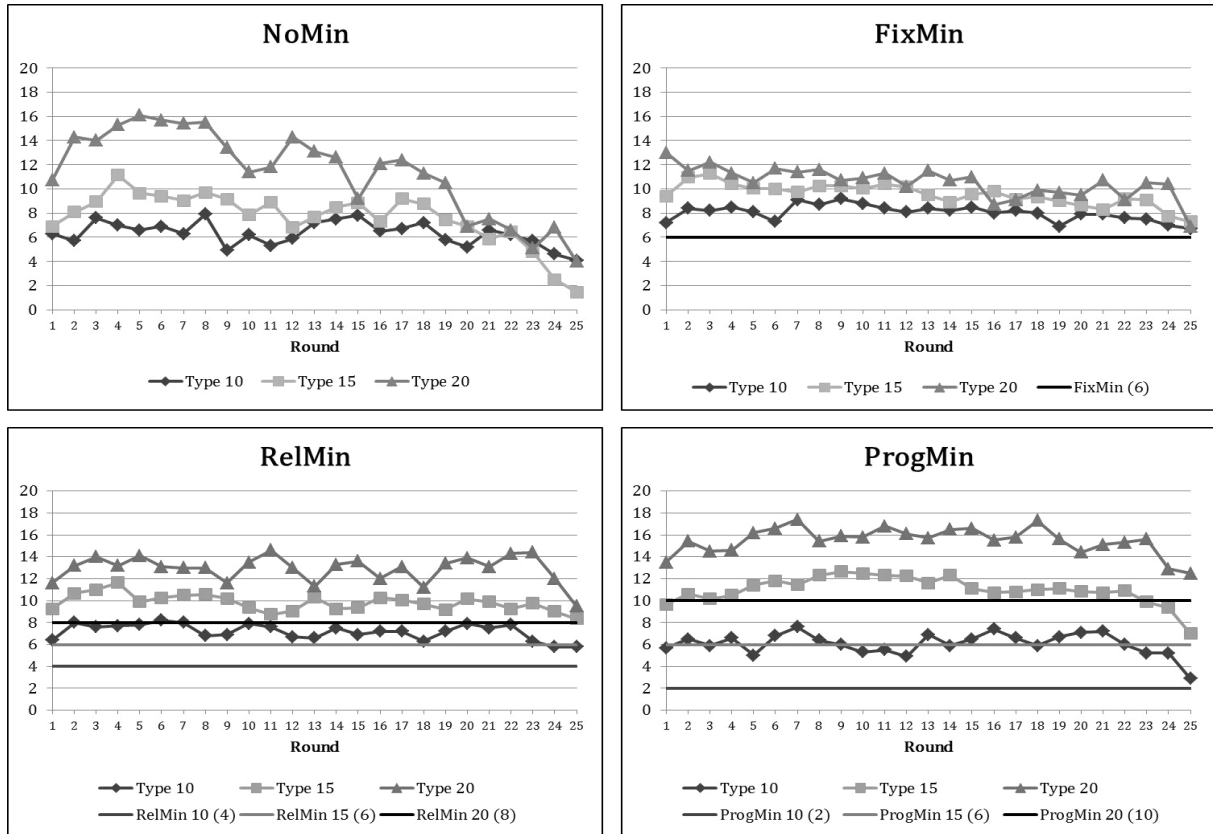 NoMin
20
18
16
14
12
10
8
6
4
2
0
1 2 3 4 5 6 7 8 9 10 11 12 13 14 15 16 17 18 19 20 21 22 23 24 25
Round
Type 10 Type 15 Type 20
FixMin
20
18
16
14
12
10
8
6
4
2
0
1 2 3 4 5 6 7 8 9 10 11 12 13 14 15 16 17 18 19 20 21 22 23 24 25
Round
Type 10 Type 15 Type 20 FixMin (6)
RelMin
20
18
16
14
12
10
8
6
4
2
0
1 2 3 4 5 6 7 8 9 10 11 12 13 14 15 16 17 18 19 20 21 22 23 24 25
Round
Type 10 Type 15 Type 20
RelMin 10 (4) RelMin 15 (6) RelMin 20 (8)
ProgMin
20
18
16
14
12
10
8
6
4
2
0
1 2 3 4 5 6 7 8 9 10 11 12 13 14 15 16 17 18 19 20 21 22 23 24 25
Round
Type 10 Type 15 Type 20
ProgMin 10 (2) ProgMin 15 (6) ProgMin 20 (10)